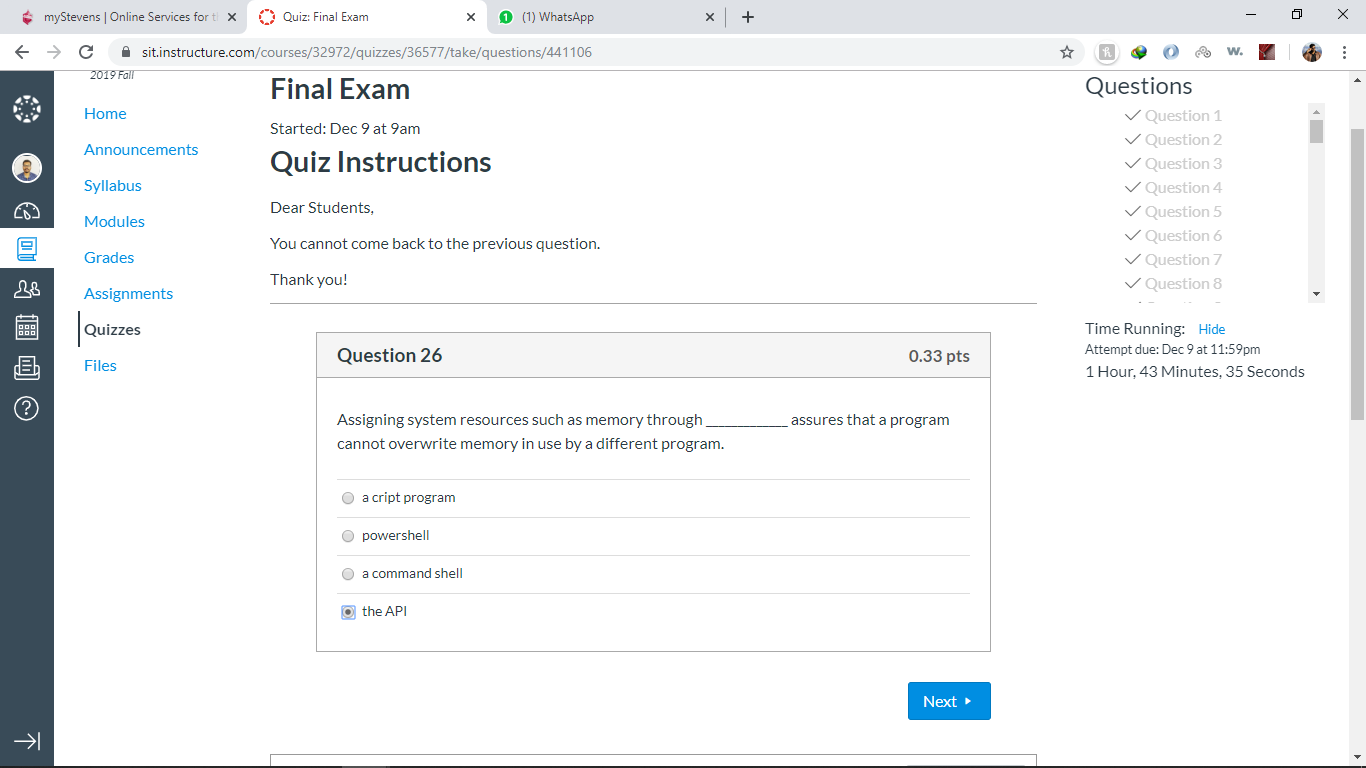 myStevens | Online Services for
Quiz: Final Exam
(1) WhatsApp
sit.instructure.com/courses/32972/quizzes/36577/take/questions/441106
2019 Fall
Home
Announcements
Syllabus
Modules
Grades
Assignments
Quizzes
Files
Final Exam
Started: Dec 9 at 9am
Quiz Instructions
Dear Students,
You cannot come back to the previous question.
Thank you!
Question 26
0.33 pts
Assigning system resources such as memory through ____________ assures that a program
cannot overwrite memory in use by a different program.
a cript program
powershell
a command shell
the API
Next
Questions
Question 1
Question 2
Question 3
Question 4
Question 5
Question 6
Question 7
Question 8
Time Running: Hide
Attempt due: Dec 9 at 11:59pm
1 Hour, 43 Minutes, 35 Seconds